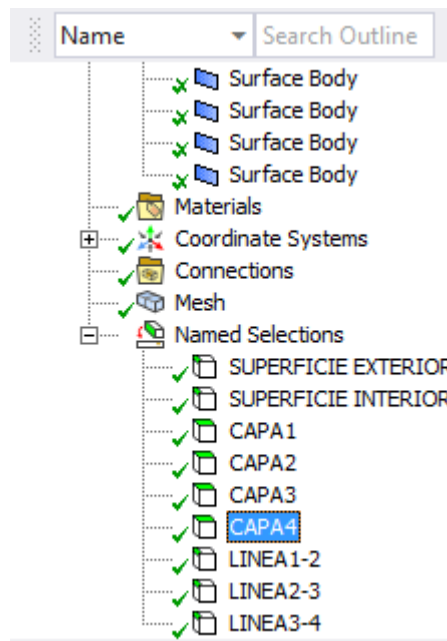 Name Search Outline
Surface Body
Surface Body
Surface Body
Surface Body
Materials
Coordinate Systems
Connections
Mesh
Named Selections
SUPERFICIE EXTERIOR
SUPERFICIE INTERIOR
CAPA1
CAPA2
CAPA3
CAPA4
LINEA1-2
LINEA2-3
LINEA3-4